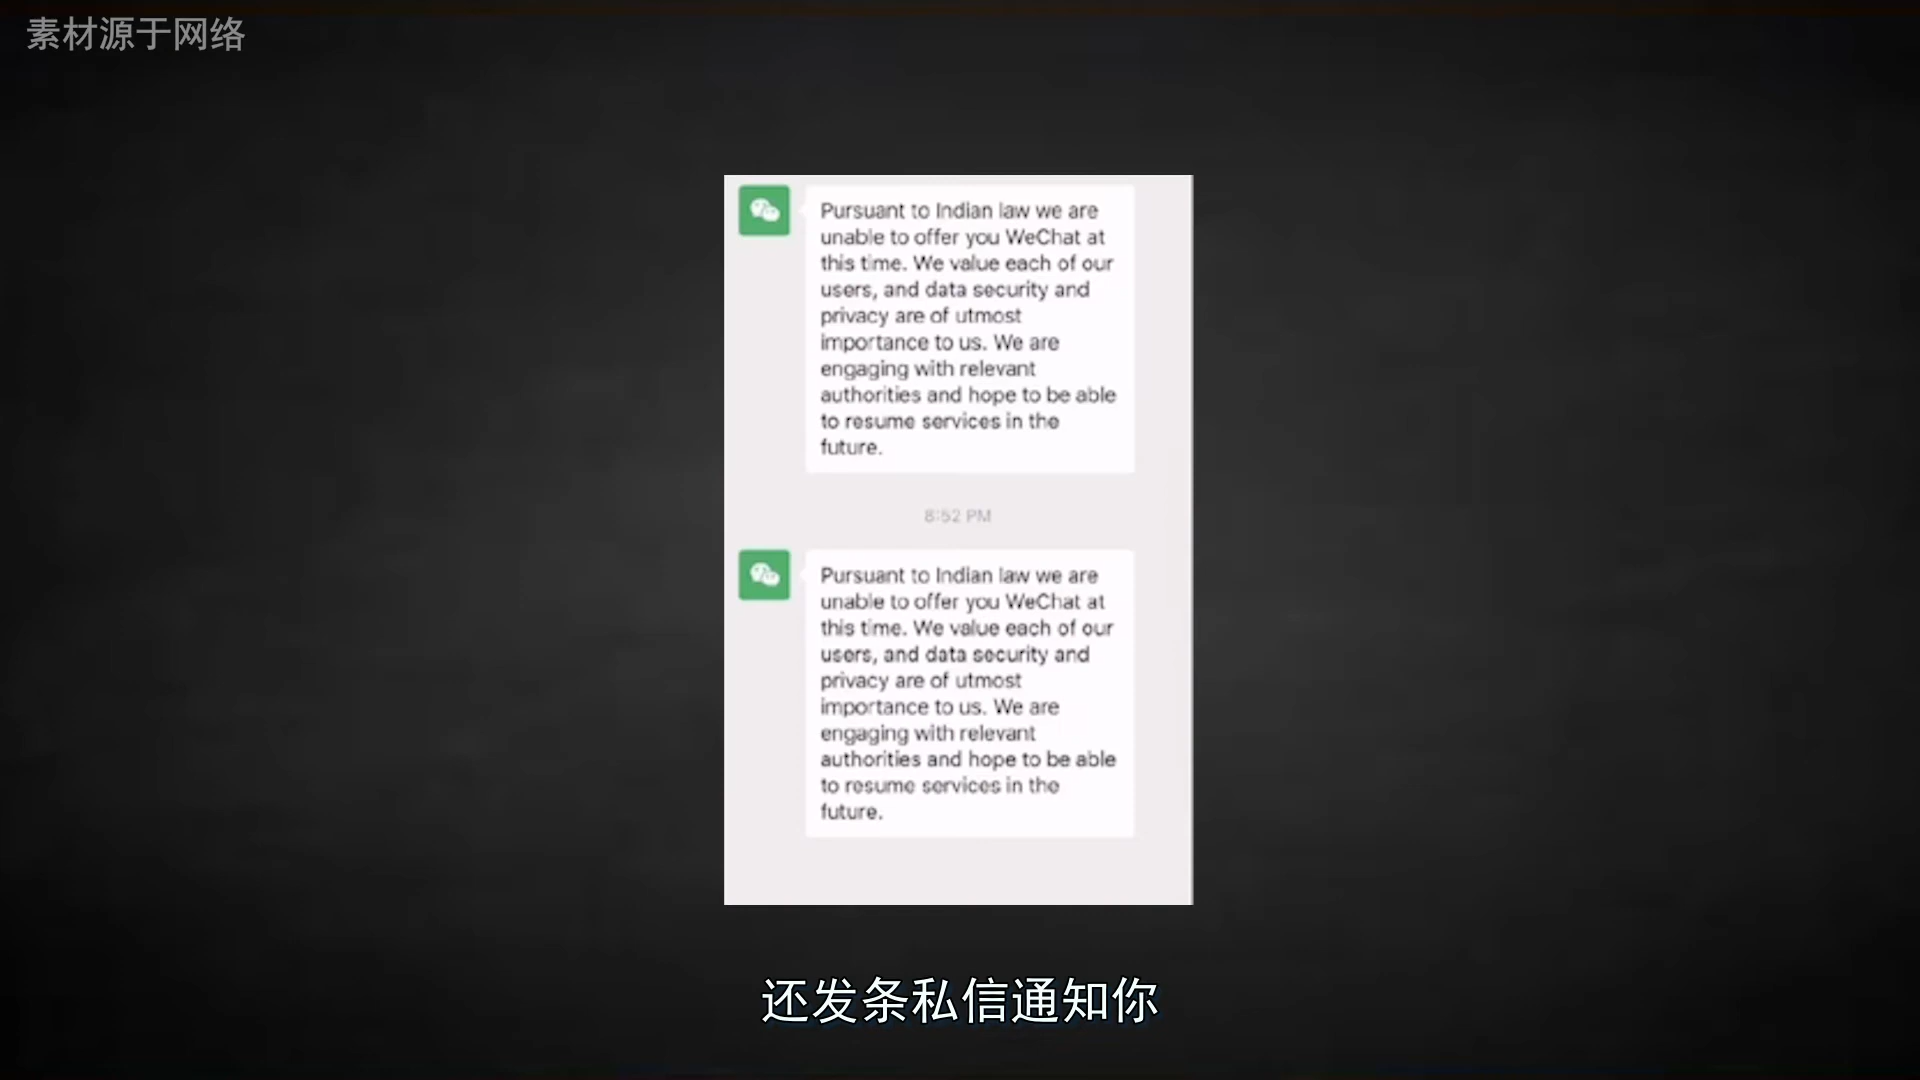 素材源于网络
Pursuant to Indian law we are
unable to offer you WeChat at
this time. We value each of our
users, and data security and
privacy are of utmost
importance to us. We are
engaging with relevant
authorities and hope to be able
to resume services in the
future.
8:52 PM
Pursuant to Indian law we are
unable to offer you WeChat at
this time. We value each of our
users, and data security and
privacy are of utmost
importance to us. We are
engaging with relevant
authorities and hope to be able
to resume services in the
future.
还发条私信通知你